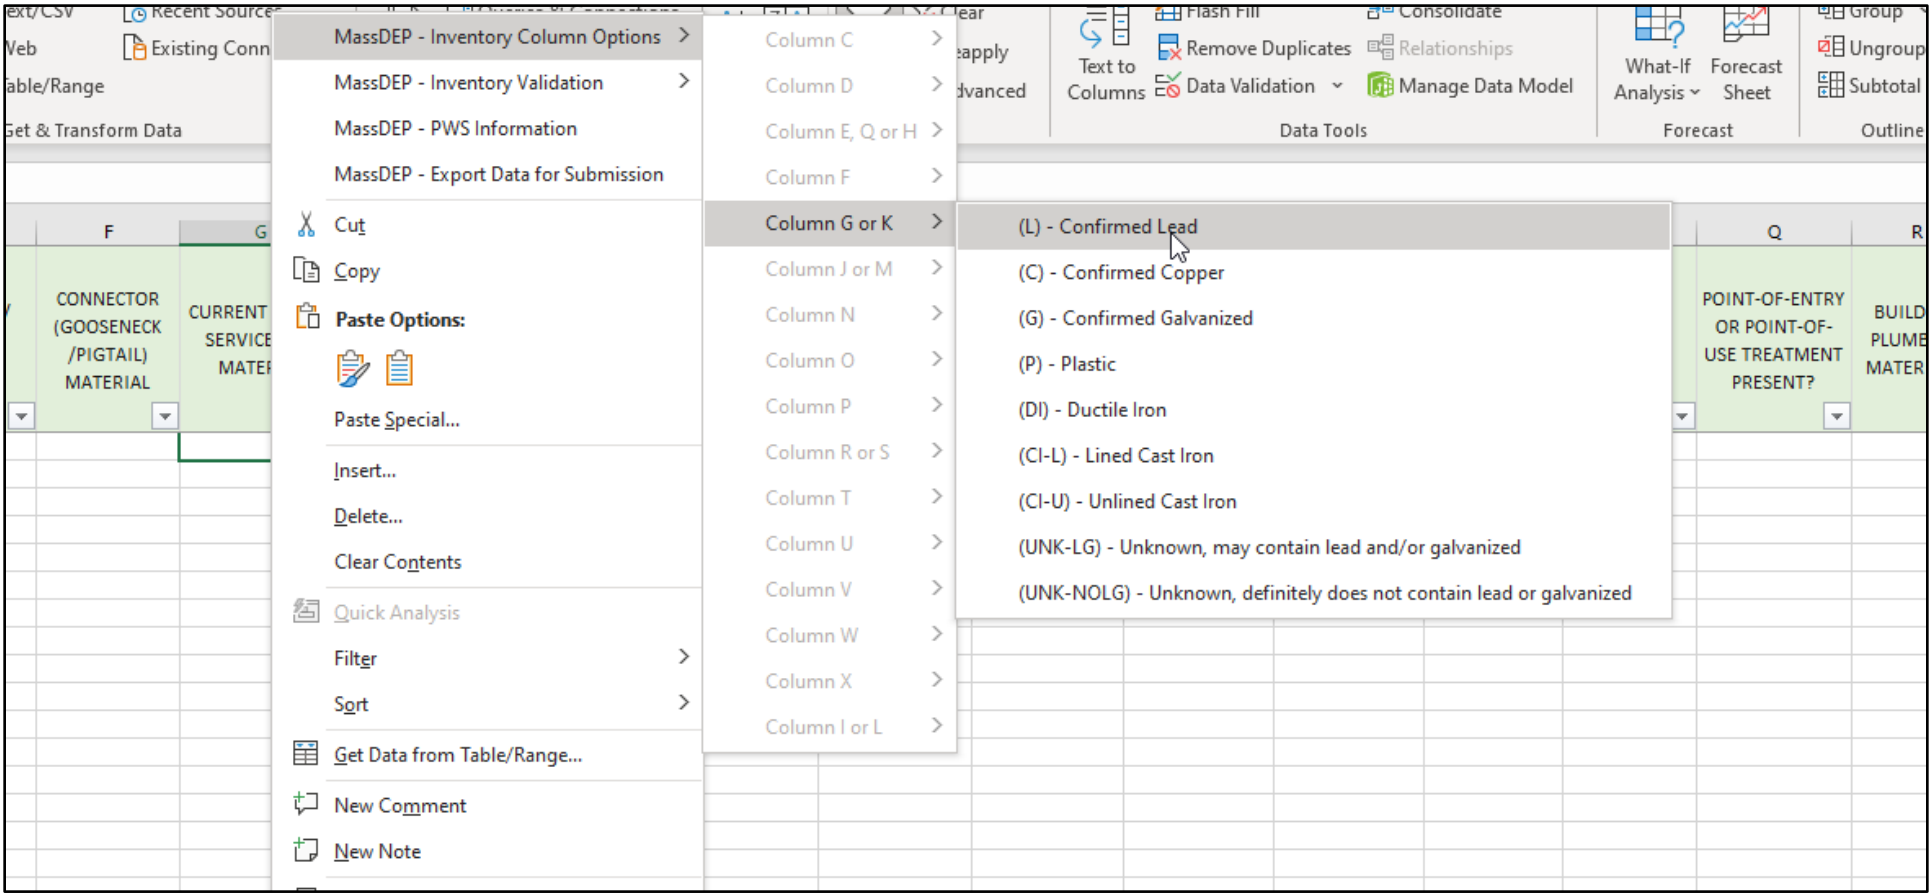 Recent Sources
Existing Conn
Table/Range
Get & Transform Data
MassDEP - Inventory Column Options
MassDEP - Inventory Validation
MassDEP - PWS Information
MassDEP - Export Data for Submission
Cut
Copy
Paste Options:
Paste Special...
Insert...
Delete...
Clear Contents
Quick Analysis
Filter
Sort
Get Data from Table/Range...
New Comment
New Note
Column C
Column D
Column E, Q or H
Column F
Column G or K
Column J or M
Column N
Column O
Column P
Column R or S
Column T
Column U
Column V
Column W
Column X
Column I or L
(L) - Confirmed Lead
(C) - Confirmed Copper
(G) - Confirmed Galvanized
(P) - Plastic
(DI) - Ductile Iron
(CI-L) - Lined Cast Iron
(CI-U) - Unlined Cast Iron
(UNK-LG) - Unknown, may contain lead and/or galvanized
(UNK-NOLG) - Unknown, definitely does not contain lead or galvanized
Text to
Columns
Flash Fill
Remove Duplicates
Data Validation
Consolidate
Relationships
Manage Data Model
Data Tools
What-If
Analysis
Forecast
Sheet
Forecast
Group
Ungroup
Subtotal
Outline
F
G
Q
R
CONNECTOR
(GOOSENECK
/PIGTAIL)
MATERIAL
CURRENT
SERVICE
MATER
POINT-OF-ENTRY
OR POINT-OF-
USE TREATMENT
PRESENT?
BUILD
PLUMB
MATER